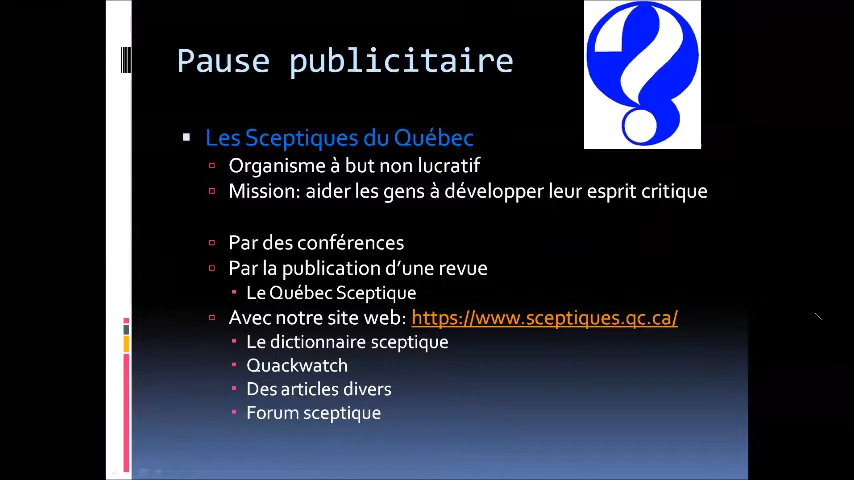 Pause publicitaire
Les Sceptiques du Québec
Organisme à but non lucratif
Mission: aider les gens à développer leur esprit critique
Par des conférences
Par la publication d'une revue
Le Québec Sceptique
Avec notre site web: https://www.sceptiques.qc.ca/
Le dictionnaire sceptique
Quackwatch
Des articles divers
Forum sceptique